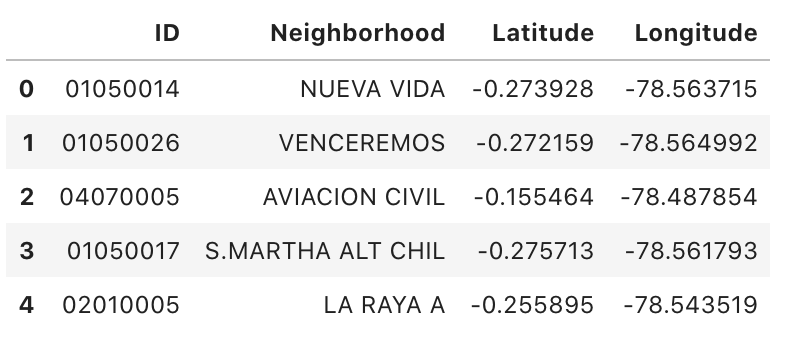 ID Neighborhood Latitude Longitude
0 01050014 NUEVA VIDA -0.273928 -78.563715
1 01050026 VENCEREMOS -0.272159 -78.564992
2 04070005 AVIACION CIVIL -0.155464 -78.487854
3 01050017 S.MARTHA ALT CHIL -0.275713 -78.561793
4 02010005 LA RAYA A -0.255895 -78.543519